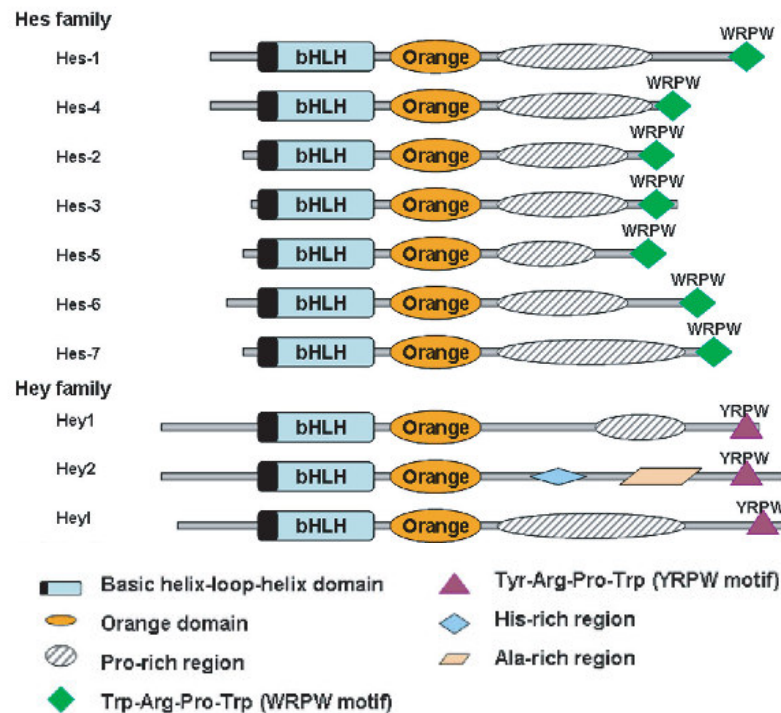 Hes family
WRPW
Hes-1 bHLH Orange
WRPW
Hes-4 bHLH Orange
WRPW
Hes-2 bHLH Orange
WRPW
Hes-3 bHLH Orange
WRPW
Hes-5 bHLH Orange
WRPW
Hes-6 bHLH Orange
WRPW
Hes-7 bHLH Orange
Hey family
YRPW
Hey1 bHLH Orange
YRPW
Hey2 bHLH Orange
YRPW
Heyl bHLH Orange
Basic helix-loop-helix domain
Orange domain
Pro-rich region
Trp-Arg-Pro-Trp (WRPW motif)
Tyr-Arg-Pro-Trp (YRPW motif)
His-rich region
Ala-rich region